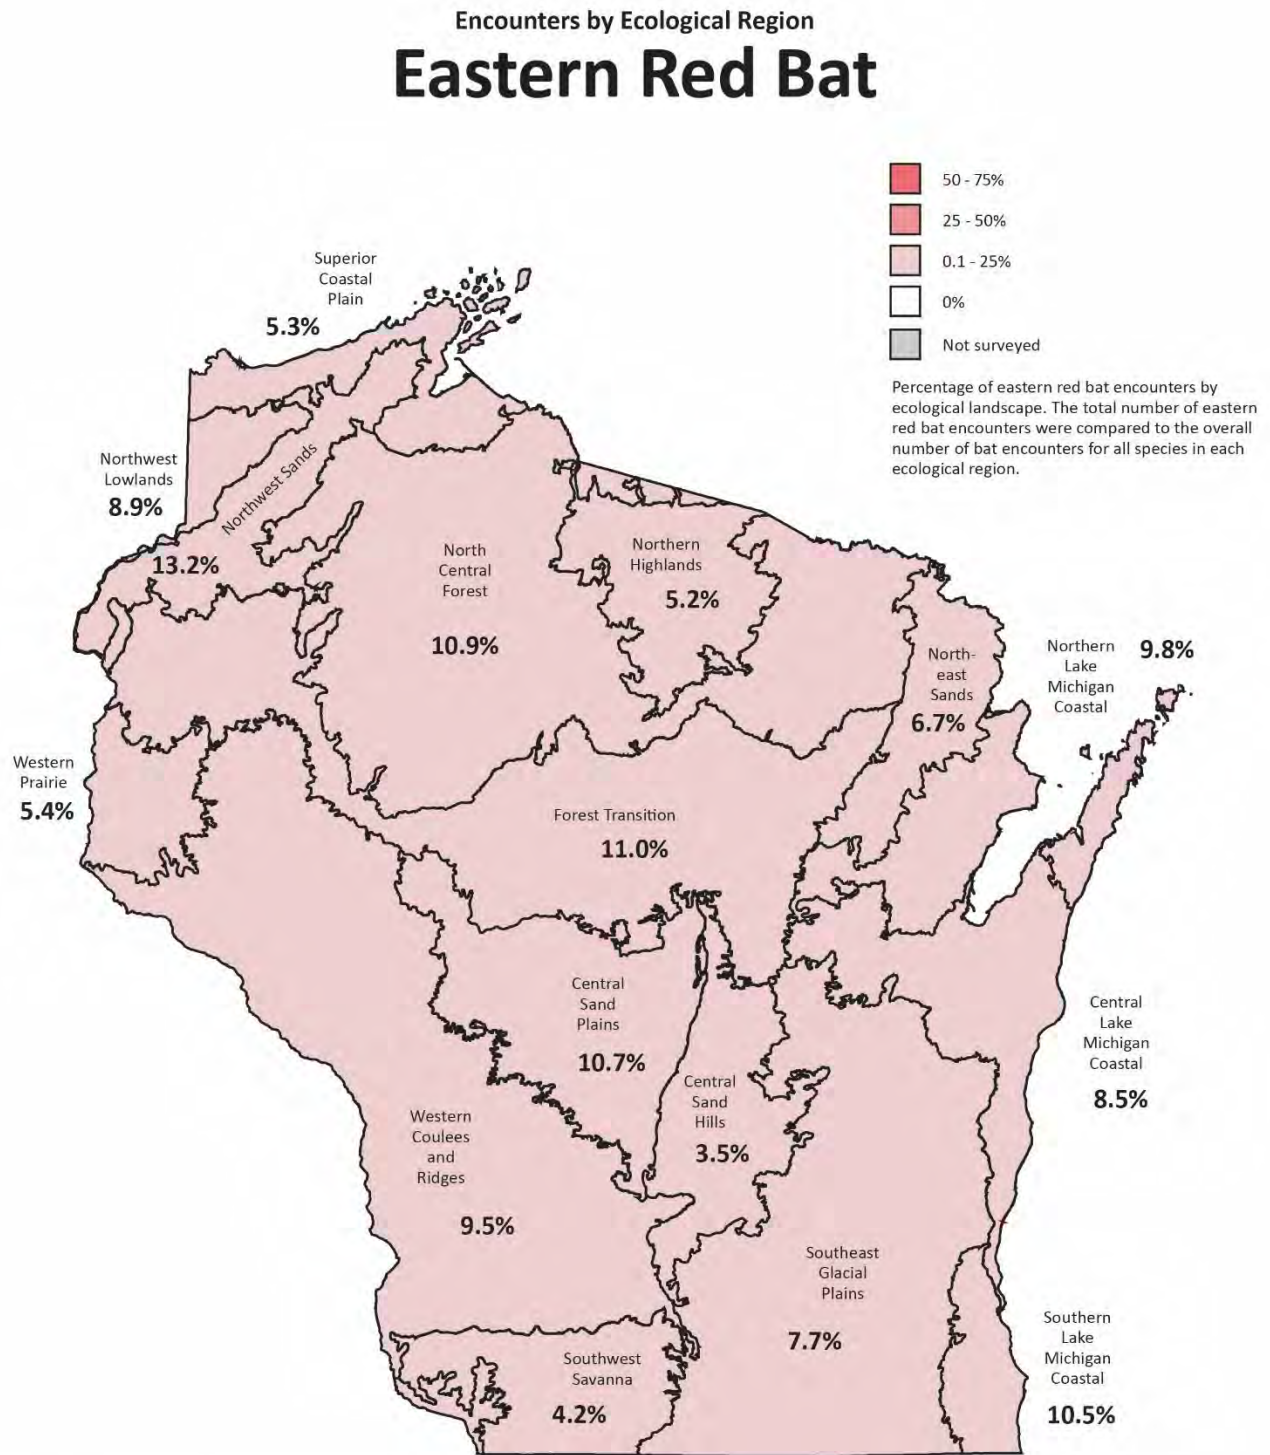 Encounters by Ecological Region
Eastern Red Bat
50 - 75%
25 - 50%
0.1 - 25%
0%
Not surveyed
Percentage of eastern red bat encounters by
ecological landscape. The total number of eastern
red bat encounters were compared to the overall
number of bat encounters for all species in each
ecological region.
Superior
Coastal
Plain
5.3%
Northwest
Lowlands
8.9%
Northwest Sands
13.2%
North
Central
Forest
10.9%
Northern
Highlands
5.2%
North-
east
Sands
6.7%
Northern
Lake
Michigan
Coastal
9.8%
Western
Prairie
5.4%
Forest Transition
11.0%
Central
Sand
Plains
10.7%
Central
Sand
Hills
3.5%
Central
Lake
Michigan
Coastal
8.5%
Western
Coulees
and
Ridges
9.5%
Southeast
Glacial
Plains
7.7%
Southern
Lake
Michigan
Coastal
10.5%
Southwest
Savanna
4.2%